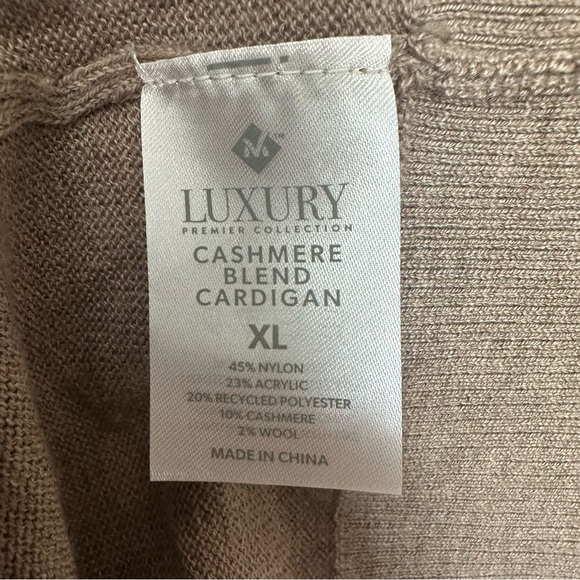 M™
LUXURY
PREMIER COLLECTION
CASHMERE
BLEND
CARDIGAN
XL
45% NYLON
23% ACRYLIC
20% RECYCLED POLYESTER
10% CASHMERE
2% WOOL
MADE IN CHINA